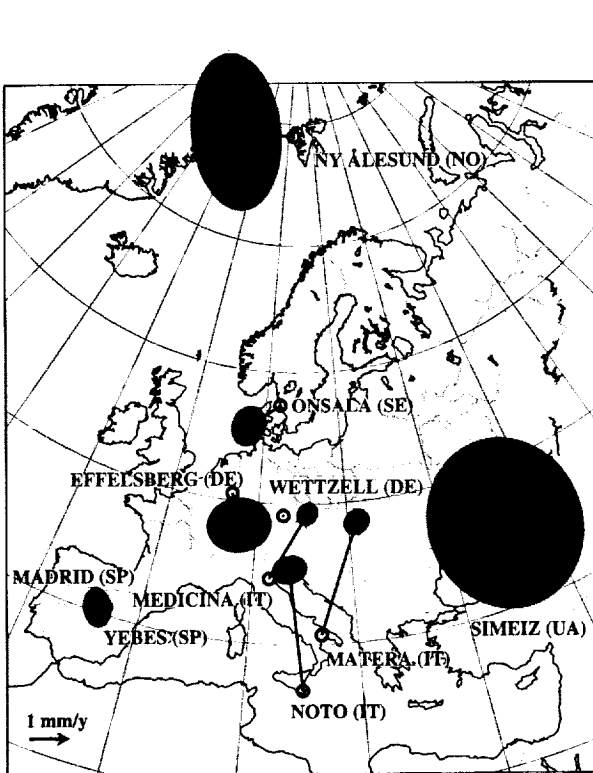 NY ÅLESUND (NO)
ONSALA (SE)
EFFELSBERG (DE)
WETTZELL (DE)
MADRID (SP)
MEDICINA (IT)
YEBES (SP)
SIMEIZ (UA)
MATERA (IT)
NOTO (IT)
1 mm/y